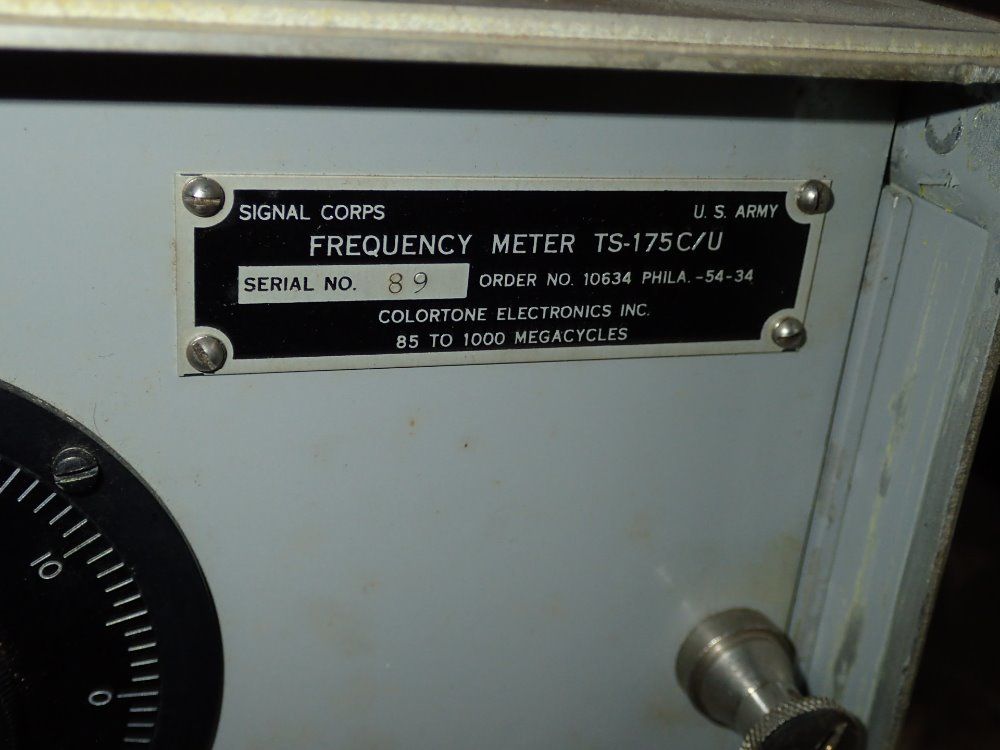 SIGNAL CORPS U. S. ARMY
FREQUENCY METER TS-175C/U
SERIAL NO. 89 ORDER NO. 10634 PHILA.-54-34
COLORTONE ELECTRONICS INC.
85 TO 1000 MEGACYCLES
10
0